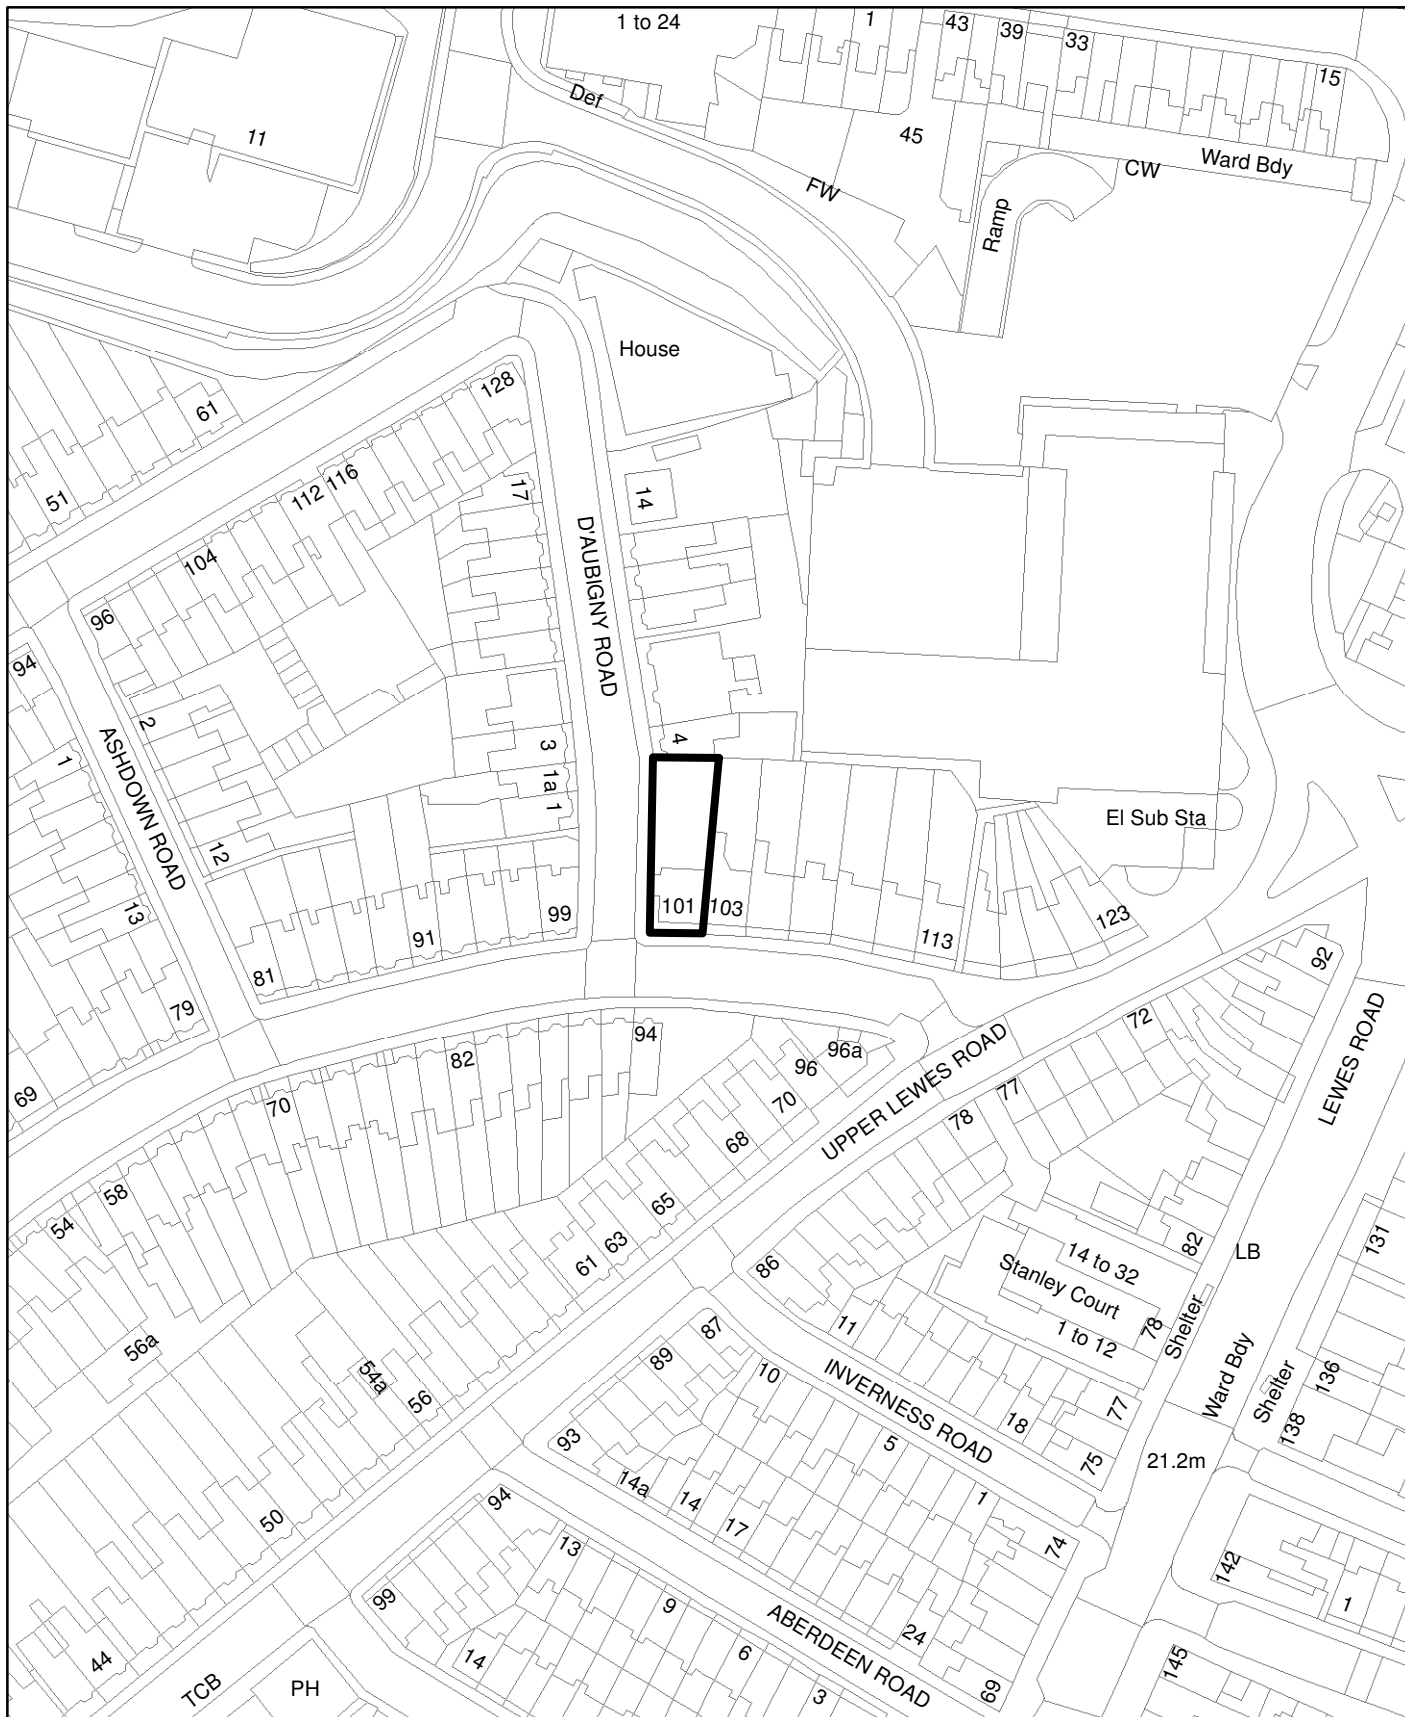 1 to 24
1
43
39
33
15
Def
11
45
Ward Bdy
CW
FW
Ramp
House
128
61
116
112
51
17
14
104
D'AUBIGNY ROAD
96
94
2
4
3
1
1a
1
ASHDOWN ROAD
El Sub Sta
12
13
101
103
99
123
91
113
81
92
79
72
LEWES ROAD
94
82
96a
96
UPPER LEWES ROAD
69
70
70
77
78
68
58
54
65
63
61
82
LB
131
86
14 to 32
Stanley Court
1 to 12
78
Shelter
11
87
56a
89
54a
56
10
INVERNESS ROAD
18
77
Ward Bdy
Shelter
136
138
93
5
75
21.2m
14a
14
17
1
94
50
13
74
142
99
9
ABERDEEN ROAD
24
1
44
14
6
145
TCB
PH
3
69